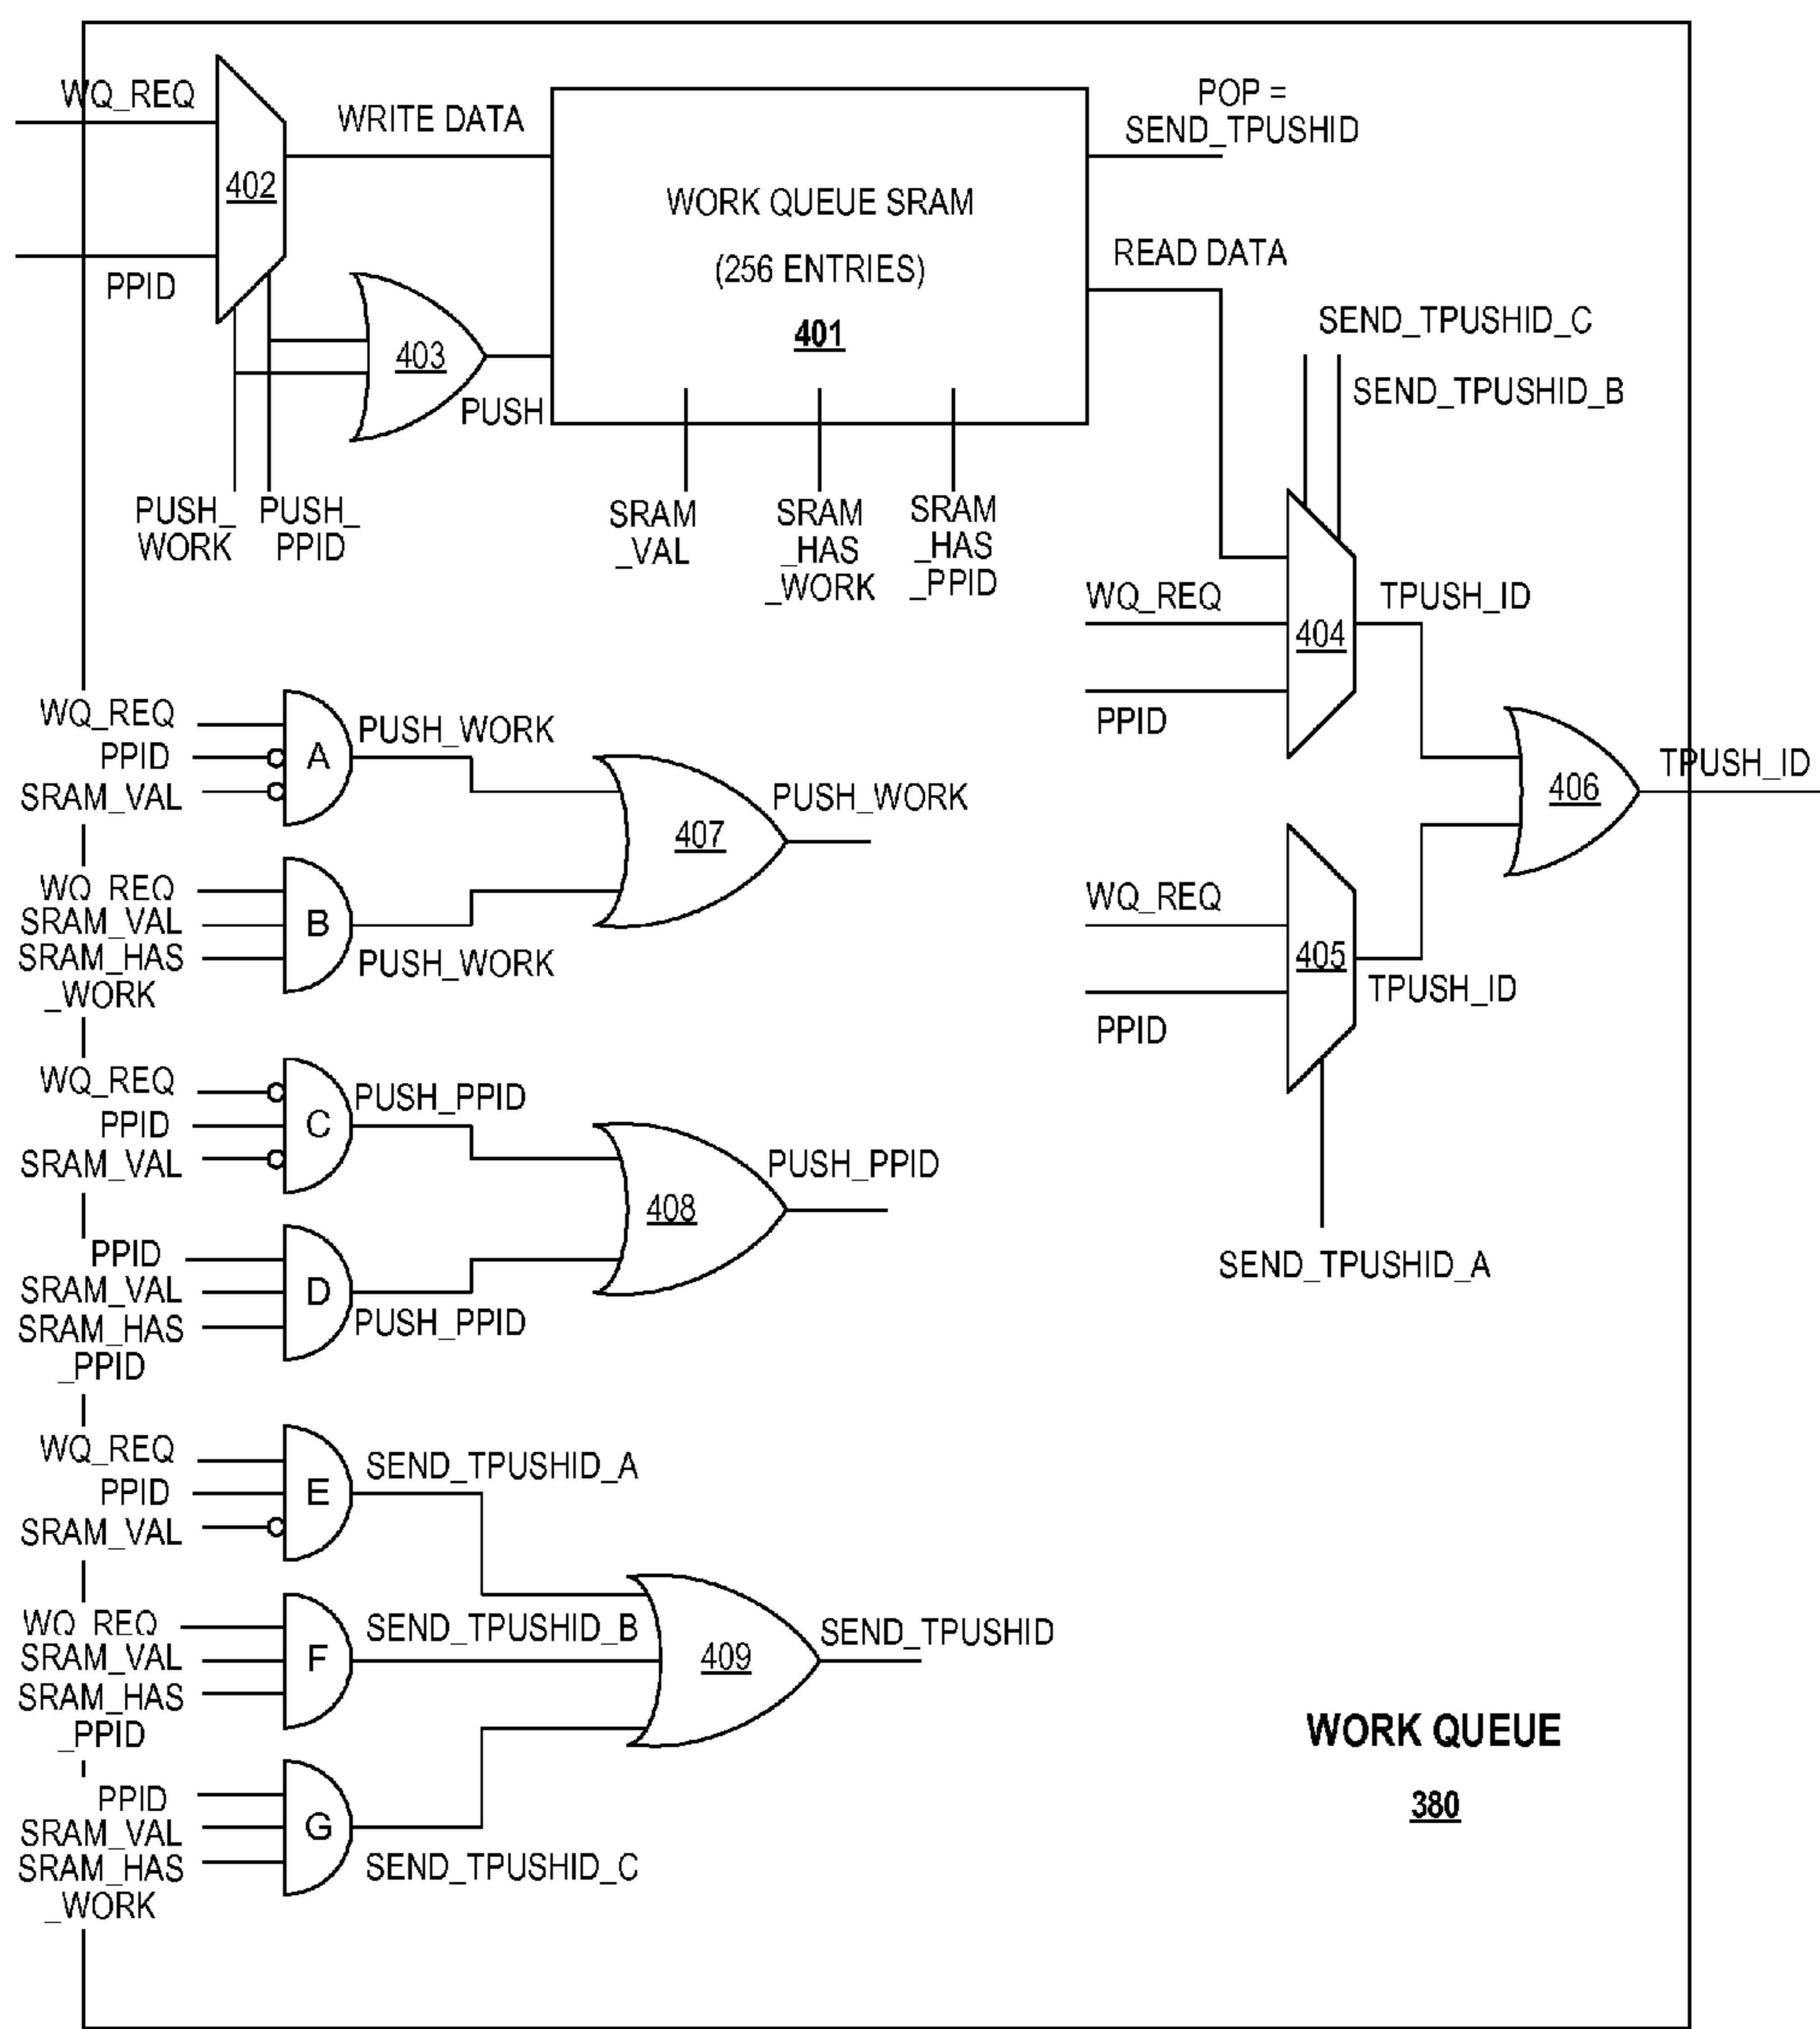 WQ_REQ
PPID
402
WRITE DATA
403
PUSH
PUSH_
WORK
PUSH_
PPID
WORK QUEUE SRAM
(256 ENTRIES)
401
SRAM
_VAL
SRAM
_HAS
_WORK
SRAM
_HAS
_PPID
POP =
SEND_TPUSHID
READ DATA
SEND_TPUSHID_C
SEND_TPUSHID_B
WQ_REQ
PPID
404
TPUSH_ID
WQ_REQ
PPID
405
TPUSH_ID
SEND_TPUSHID_A
406
TPUSH_ID
WQ_REQ
PPID
SRAM_VAL
A
PUSH_WORK
WQ_REQ
SRAM_VAL
SRAM_HAS
_WORK
B
PUSH_WORK
407
PUSH_WORK
WQ_REQ
PPID
SRAM_VAL
C
PUSH_PPID
PPID
SRAM_VAL
SRAM_HAS
_PPID
D
PUSH_PPID
408
PUSH_PPID
WQ_REQ
PPID
SRAM_VAL
E
SEND_TPUSHID_A
WQ_REQ
SRAM_VAL
SRAM_HAS
_PPID
F
SEND_TPUSHID_B
PPID
SRAM_VAL
SRAM_HAS
_WORK
G
SEND_TPUSHID_C
409
SEND_TPUSHID
WORK QUEUE
380